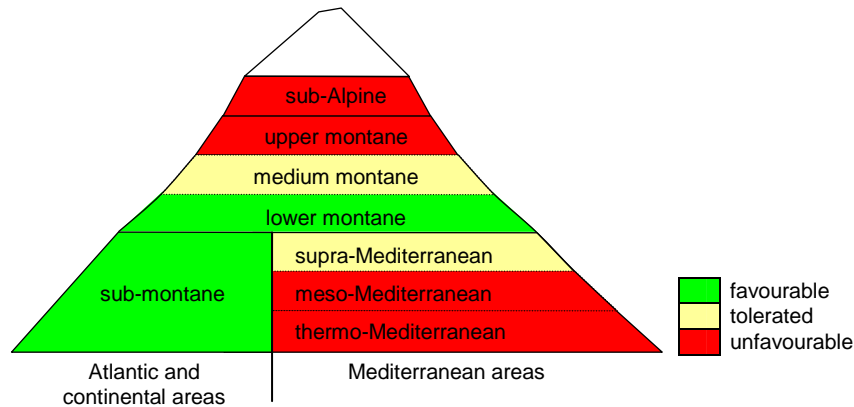 sub-Alpine
upper montane
medium montane
lower montane
supra-Mediterranean
sub-montane
meso-Mediterranean
thermo-Mediterranean
favourable
tolerated
unfavourable
Atlantic and
continental areas
Mediterranean areas